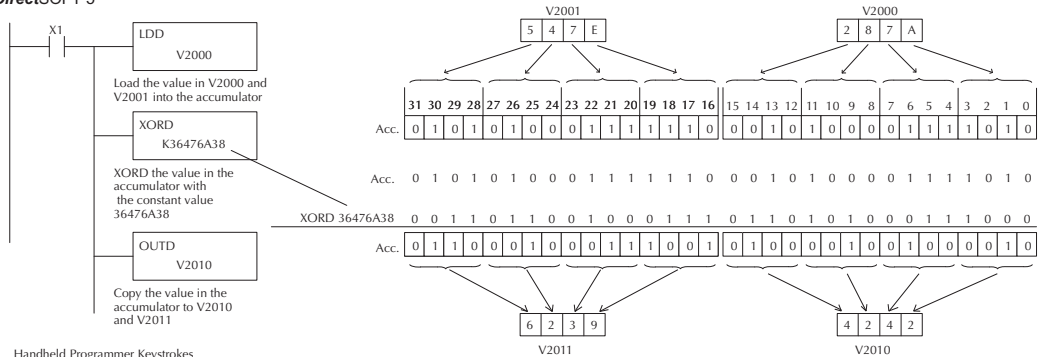 DirectSOFT 5
X1
LDD
V2000
Load the value in V2000 and
V2001 into the accumulator
XORD
K36476A38
XORD the value in the
accumulator with
the constant value
36476A38
OUTD
V2010
Copy the value in the
accumulator to V2010
and V2011
Handheld Programmer Keystrokes
V2001 V2000
5 4 7 E 2 8 7 A
31 30 29 28 27 26 25 24 23 22 21 20 19 18 17 16 15 14 13 12 11 10 9 8 7 6 5 4 3 2 1 0
Acc. 0 1 0 1 0 1 0 0 0 1 1 1 1 1 1 0 0 0 1 0 1 0 0 0 0 1 1 1 1 0 1 0
Acc. 0 1 0 1 0 1 0 0 0 1 1 1 1 1 1 0 0 0 1 0 1 0 0 0 0 1 1 1 1 0 1 0
XORD 36476A38 0 0 1 1 0 1 1 0 0 1 0 0 0 1 1 1 0 1 1 0 1 0 1 0 0 0 1 1 1 0 0 0
Acc. 0 1 1 0 0 0 1 0 0 0 1 1 1 0 0 1 0 1 0 0 0 0 1 0 0 1 0 0 0 0 1 0
6 2 3 9 4 2 4 2
V2011 V2010